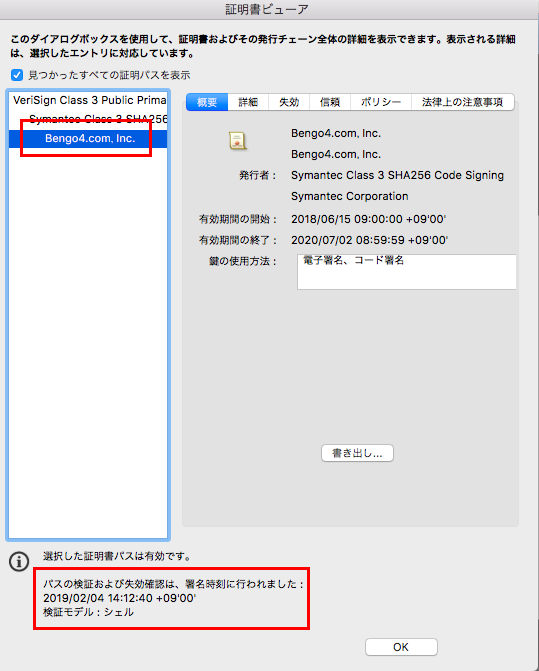 証明書ビューア
このダイアログボックスを使用して、証明書およびその発行チェーン全体の詳細を表示できます。表示される詳細
は、選択したエントリに対応しています。
見つかったすべての証明パスを表示
VeriSign Class 3 Public Prima
Symantec Class 3 SHA256
Bengo4.com, Inc.
概要 詳細 失効 信頼 ポリシー 法律上の注意事項
Bengo4.com, Inc.
Bengo4.com, Inc.
発行者： Symantec Class 3 SHA256 Code Signing
Symantec Corporation
有効期間の開始： 2018/06/15 09:00:00 +09'00'
有効期間の終了： 2020/07/02 08:59:59 +09'00'
鍵の使用方法： 電子署名、コード署名
書き出し...
選択した証明書パスは有効です。
パスの検証および失効確認は、署名時刻に行われました：
2019/02/04 14:12:40 +09'00'
検証モデル：シェル
OK